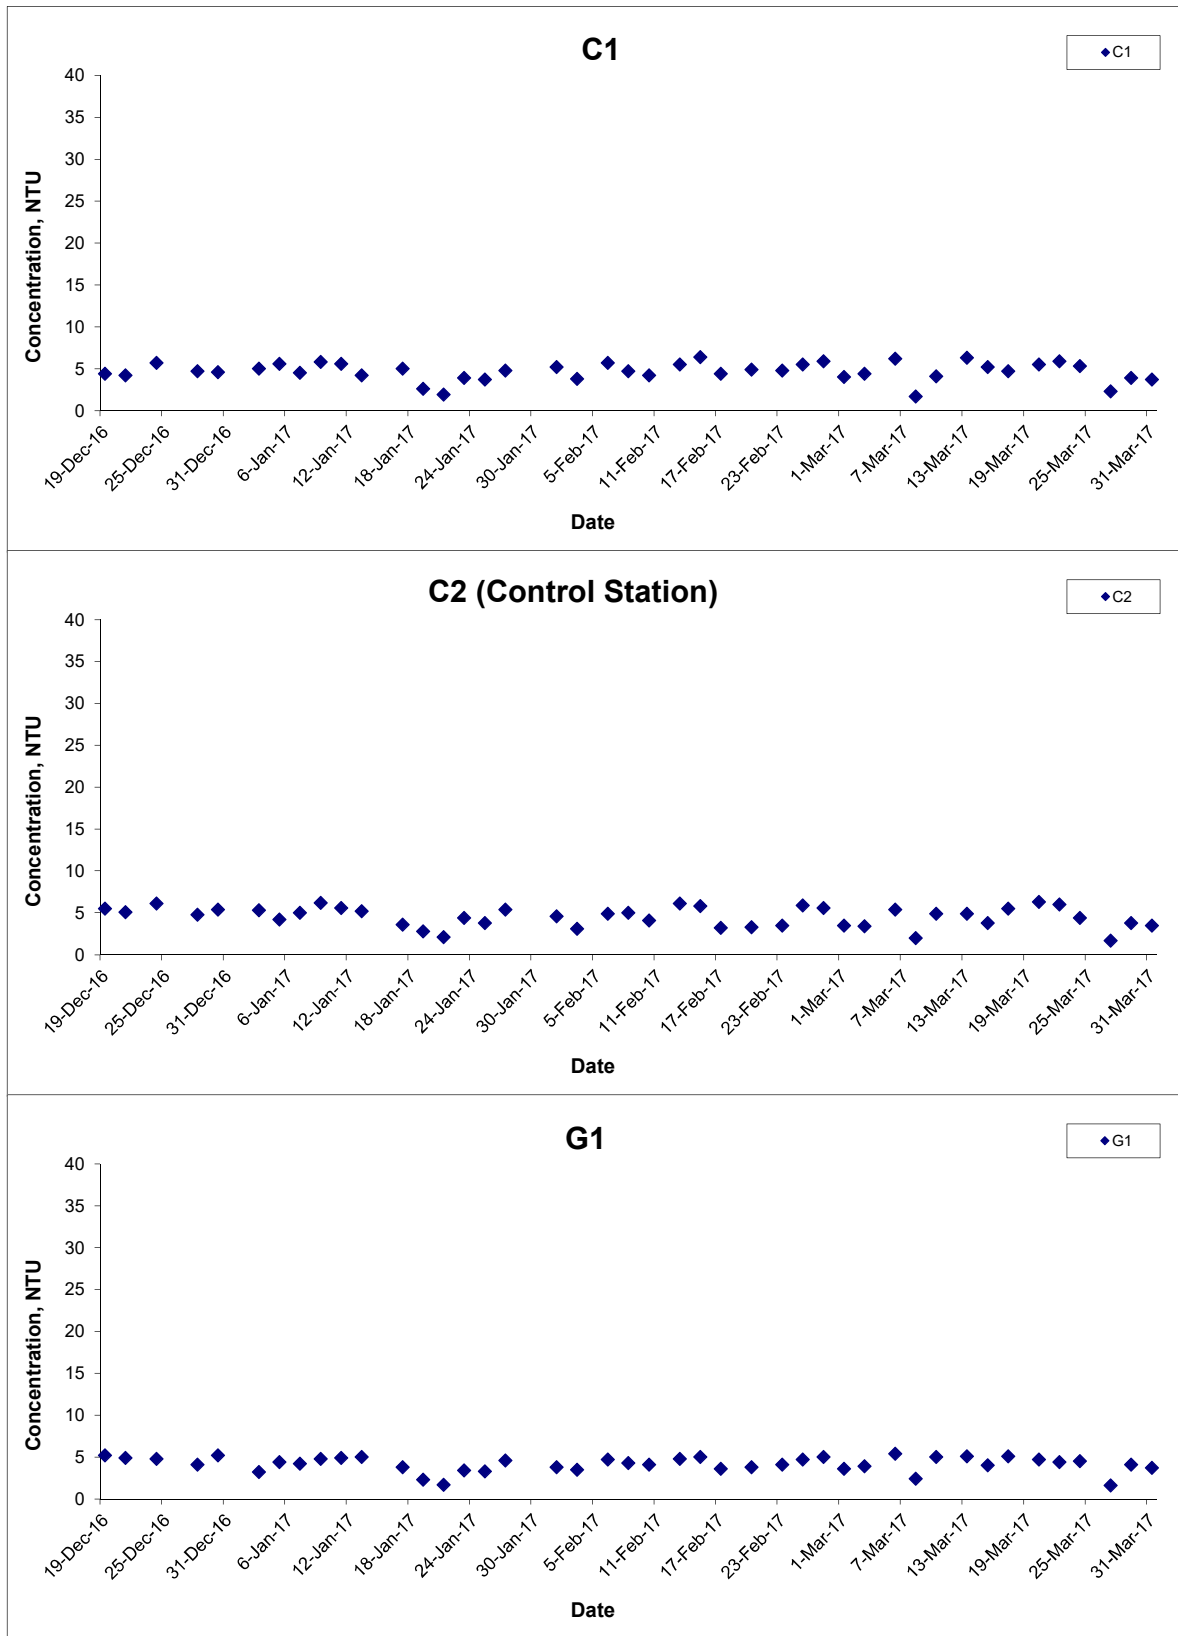 C1
C1
40
35
30
25
20
15
10
5
0
Concentration, NTU
19-Dec-16
25-Dec-16
31-Dec-16
6-Jan-17
12-Jan-17
18-Jan-17
24-Jan-17
30-Jan-17
5-Feb-17
11-Feb-17
17-Feb-17
23-Feb-17
1-Mar-17
7-Mar-17
13-Mar-17
19-Mar-17
25-Mar-17
31-Mar-17
Date
C2 (Control Station)
C2
40
35
30
25
20
15
10
5
0
Concentration, NTU
19-Dec-16
25-Dec-16
31-Dec-16
6-Jan-17
12-Jan-17
18-Jan-17
24-Jan-17
30-Jan-17
5-Feb-17
11-Feb-17
17-Feb-17
23-Feb-17
1-Mar-17
7-Mar-17
13-Mar-17
19-Mar-17
25-Mar-17
31-Mar-17
Date
G1
G1
40
35
30
25
20
15
10
5
0
Concentration, NTU
19-Dec-16
25-Dec-16
31-Dec-16
6-Jan-17
12-Jan-17
18-Jan-17
24-Jan-17
30-Jan-17
5-Feb-17
11-Feb-17
17-Feb-17
23-Feb-17
1-Mar-17
7-Mar-17
13-Mar-17
19-Mar-17
25-Mar-17
31-Mar-17
Date